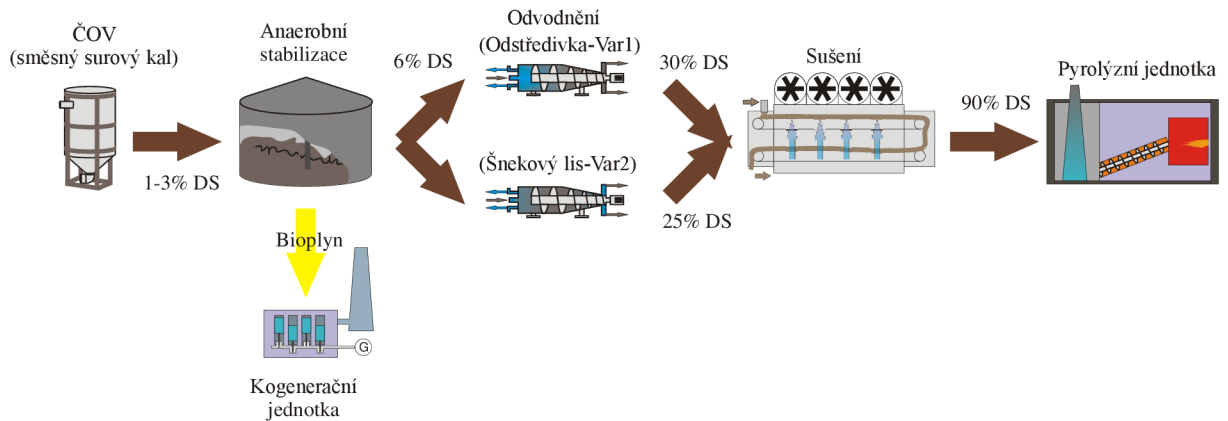 ČOV
(směsný surový kal)
1-3% DS
Anaerobní
stabilizace
6% DS
Odvodnění
(Odstředivka-Var1)
(Šnekový lis-Var2)
30% DS
25% DS
Sušení
90% DS
Pyrolýzní jednotka
Bioplyn
G
Kogenerační
jednotka